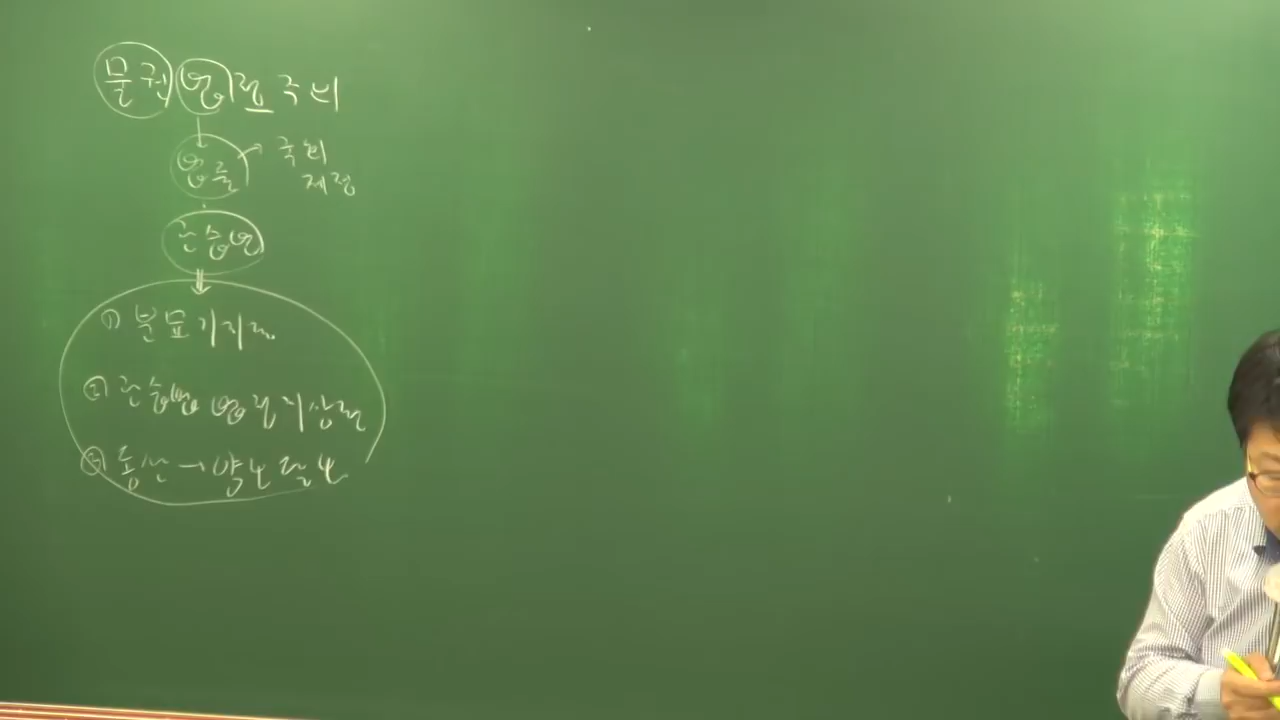 물권 법정주의
법률 → 국회
제정
관습법
① 분묘기지권
② 관습법 법정지상권
③ 동산 → 양도담보